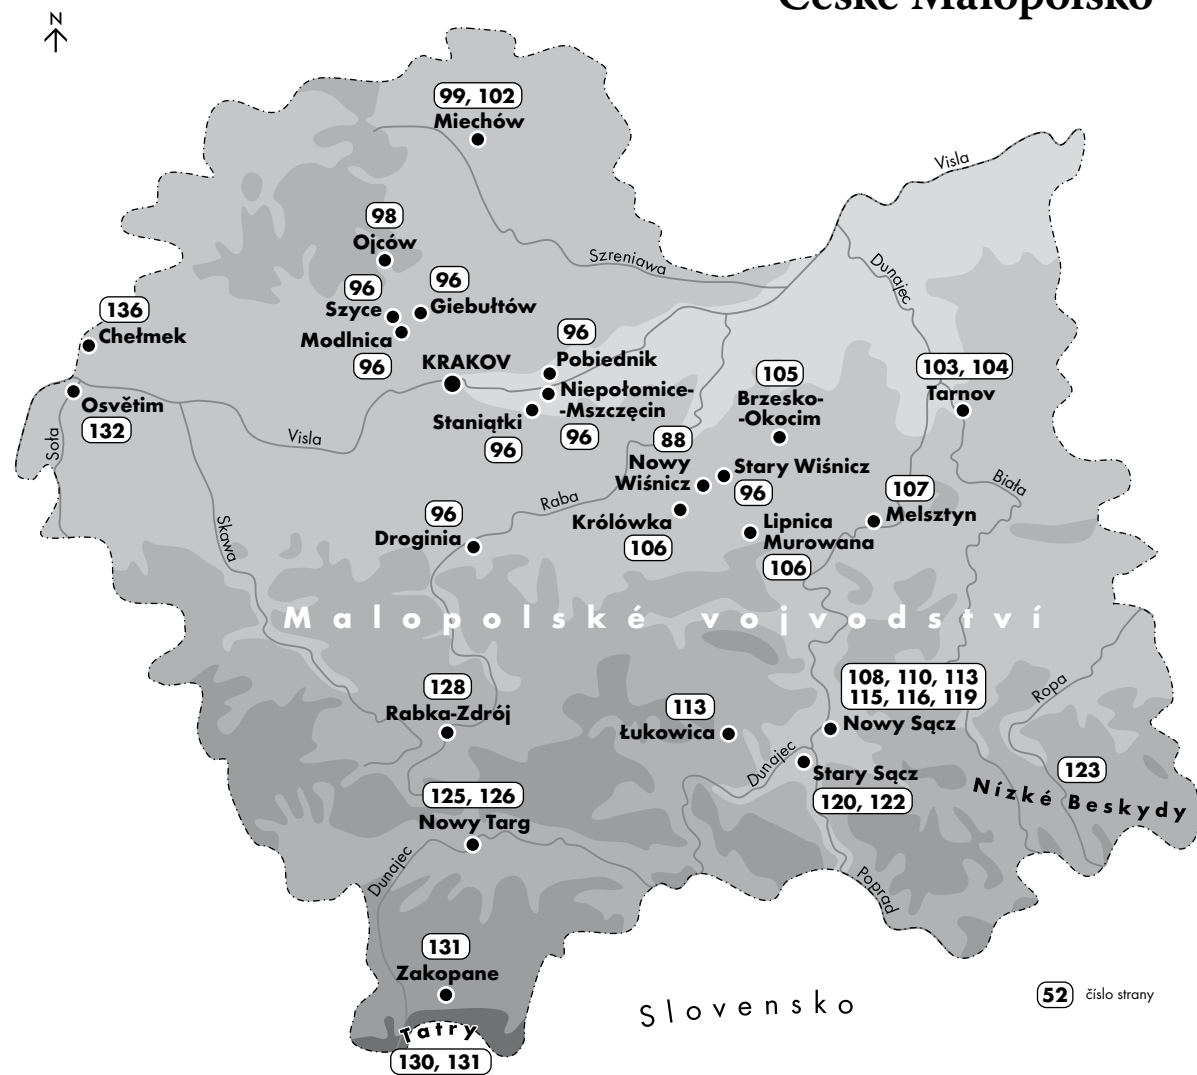 České Malopolsko
N
99, 102
Miechów
Visla
98
Ojców
Szreniawa
Dunajec
96
Szyce
96
Giebułtów
136
Chełmek
Modlnica
96
96
Pobiednik
KRAKOV
103, 104
Tarnov
105
Brzesko-
-Okocim
Niepołomice-
-Mszczęcin
96
Osvětim
132
Staniątki
96
Visla
Soła
88
Nowy
Wiśnicz
Stary Wiśnicz
96
Biała
107
Melsztyn
Raba
96
Droginia
Królówka
106
Lipnica
Murowana
106
Skawa
Malopolské vojvodství
108, 110, 113
115, 116, 119
Nowy Sącz
Ropa
128
Rabka-Zdrój
113
Łukowica
Dunajec
Stary Sącz
120, 122
123
Nízké Beskydy
125, 126
Nowy Targ
Dunajec
Poprad
131
Zakopane
Tatry
130, 131
Slovensko
52 číslo strany